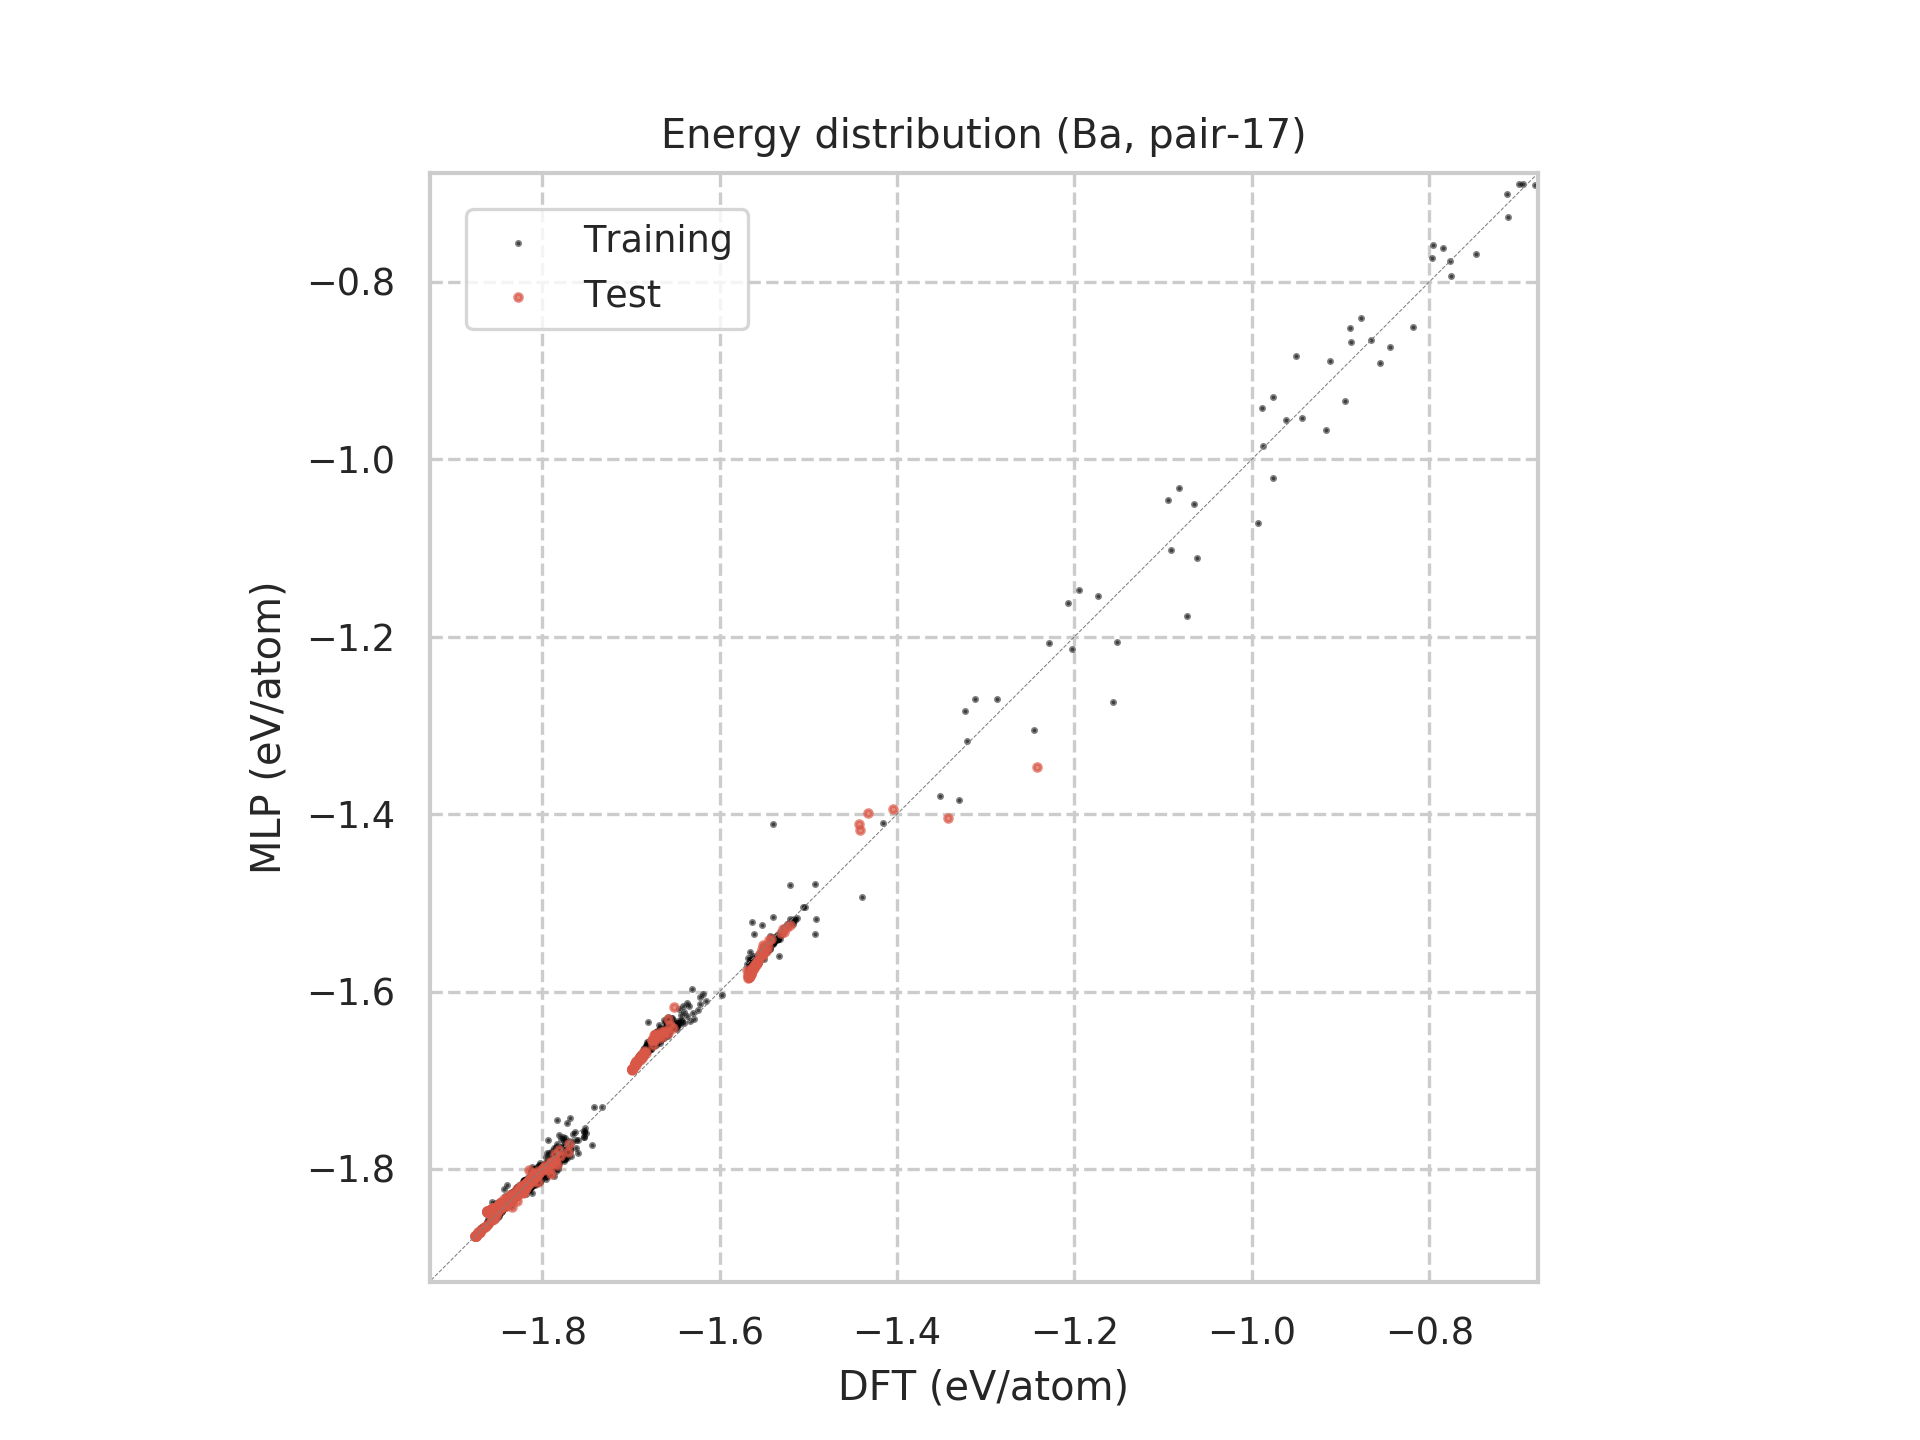 Energy distribution (Ba, pair-17)
Training
Test
−0.8
−1.0
−1.2
−1.4
−1.6
−1.8
MLP (eV/atom)
−1.8 −1.6 −1.4 −1.2 −1.0 −0.8
DFT (eV/atom)